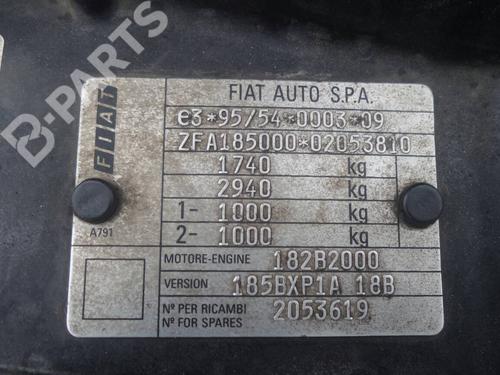 B-PARTS
FIAT
FIAT AUTO S.P.A.
e3*95/54*0003*09
ZFA185000*02053810
1740 kg
2940 kg
1- 1000 kg
2- 1000 kg
A791
MOTORE-ENGINE 182B2000
VERSION 185BXP1A 18B
Nº PER RICAMBI
Nº FOR SPARES 2053619